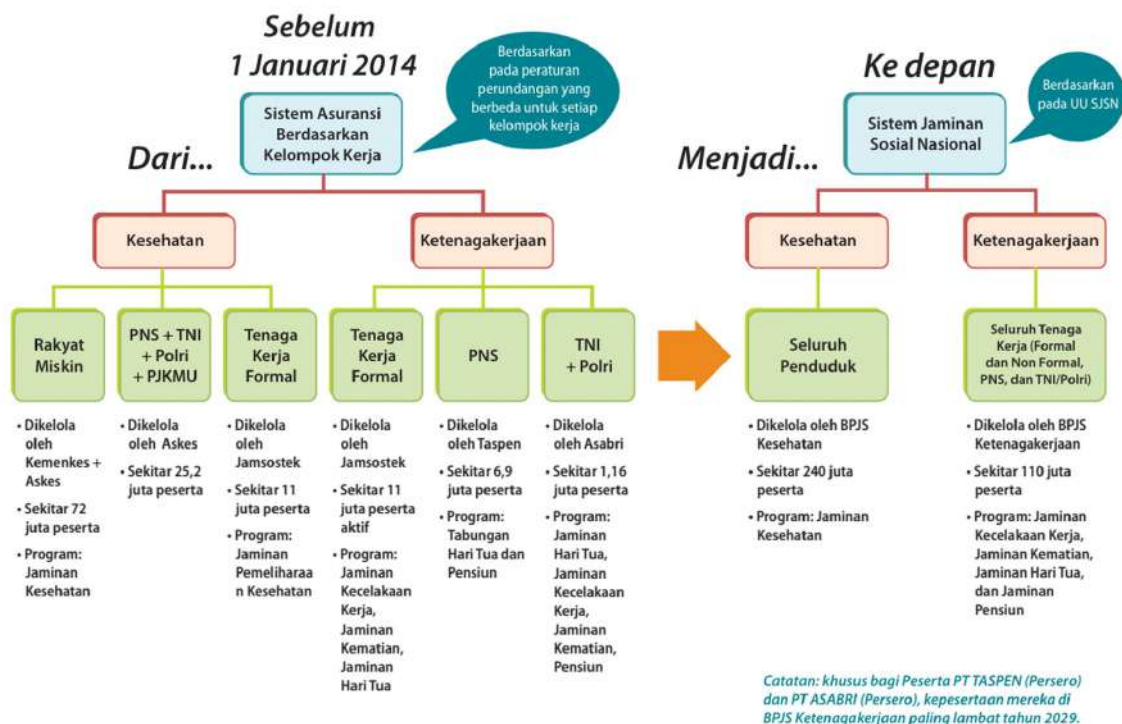 Sebelum
1 Januari 2014
Berdasarkan
pada peraturan
perundangan yang
berbeda untuk setiap
kelompok kerja
Sistem Asuransi
Berdasarkan
Kelompok Kerja
Dari...
Kesehatan
Ketenagakerjaan
Rakyat
Miskin
PNS + TNI
+ Polri
+ PJKMU
Tenaga
Kerja
Formal
Tenaga
Kerja
Formal
PNS
TNI
+ Polri
• Dikelola
oleh
Kemenkes +
Askes
• Sekitar 72
juta peserta
• Program:
Jaminan
Kesehatan
• Dikelola
oleh Askes
• Sekitar 25,2
juta peserta
• Dikelola
oleh
Jamsostek
• Sekitar 11
juta peserta
• Program:
Jaminan
Pemeliharaa
n Kesehatan
• Dikelola
oleh
Jamsostek
• Sekitar 11
juta peserta
aktif
• Program:
Jaminan
Kecelakaan
Kerja,
Jaminan
Kematian,
Jaminan
Hari Tua
• Dikelola
oleh Taspen
• Sekitar 6,9
juta peserta
• Program:
Tabungan
Hari Tua dan
Pensiun
• Dikelola
oleh Asabri
• Sekitar 1,16
juta peserta
• Program:
Jaminan
Hari Tua,
Jaminan
Kecelakaan
Kerja,
Jaminan
Kematian,
Pensiun
Ke depan
Berdasarkan
pada UU SJSN
Sistem Jaminan
Sosial Nasional
Menjadi...
Kesehatan
Ketenagakerjaan
Seluruh
Penduduk
Seluruh Tenaga
Kerja (Formal
dan Non Formal,
PNS, dan TNI/Polri)
• Dikelola oleh BPJS
Kesehatan
• Sekitar 240 juta
peserta
• Program: Jaminan
Kesehatan
• Dikelola oleh BPJS
Ketenagakerjaan
• Sekitar 110 juta
peserta
• Program: Jaminan
Kecelakaan Kerja,
Jaminan Kematian,
Jaminan Hari Tua,
dan Jaminan
Pensiun
Catatan: khusus bagi Peserta PT TASPEN (Persero)
dan PT ASABRI (Persero), kepesertaan mereka di
BPJS Ketenagakerjaan paling lambat tahun 2029.